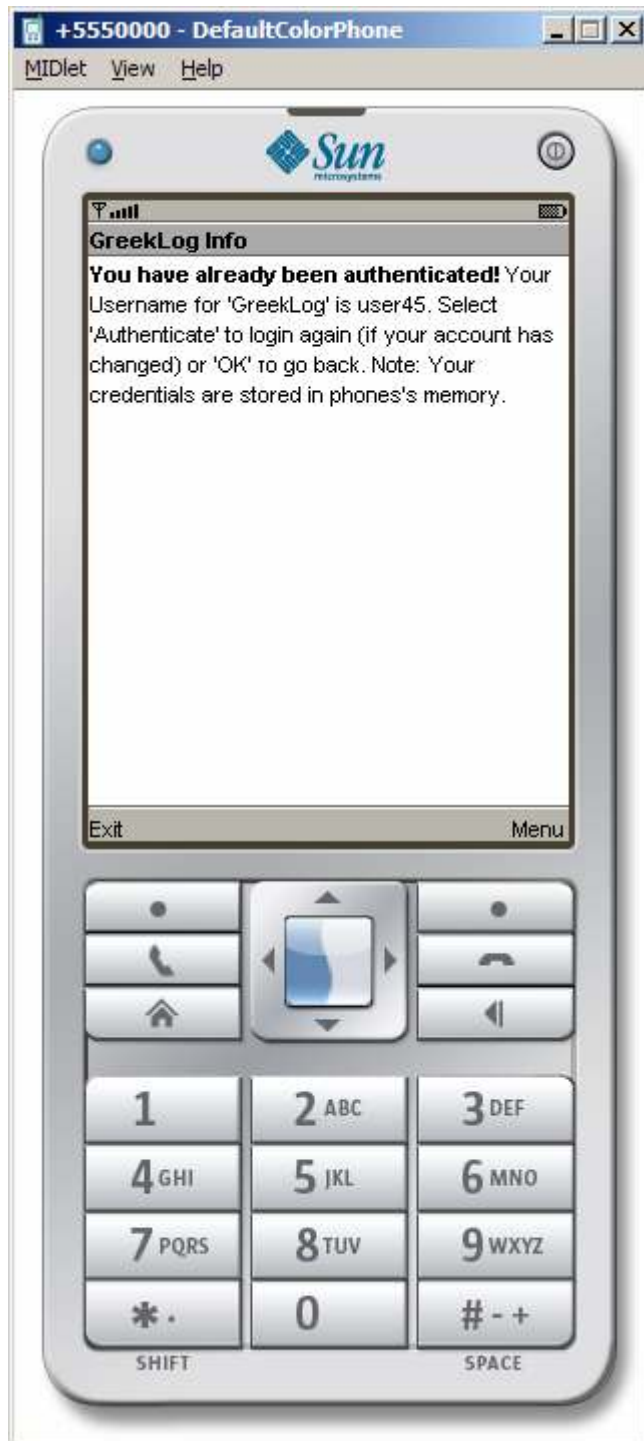 +5550000 - DefaultColorPhone
MIDlet View Help
Sun
microsystems
GreekLog Info
You have already been authenticated! Your
Username for 'GreekLog' is user45. Select
'Authenticate' to login again (if your account has
changed) or 'OK' το go back. Note: Your
credentials are stored in phones's memory.
Exit Menu
1 2 ABC 3 DEF
4 GHI 5 JKL 6 MNO
7 PQRS 8 TUV 9 WXYZ
* . 0 # - +
SHIFT SPACE